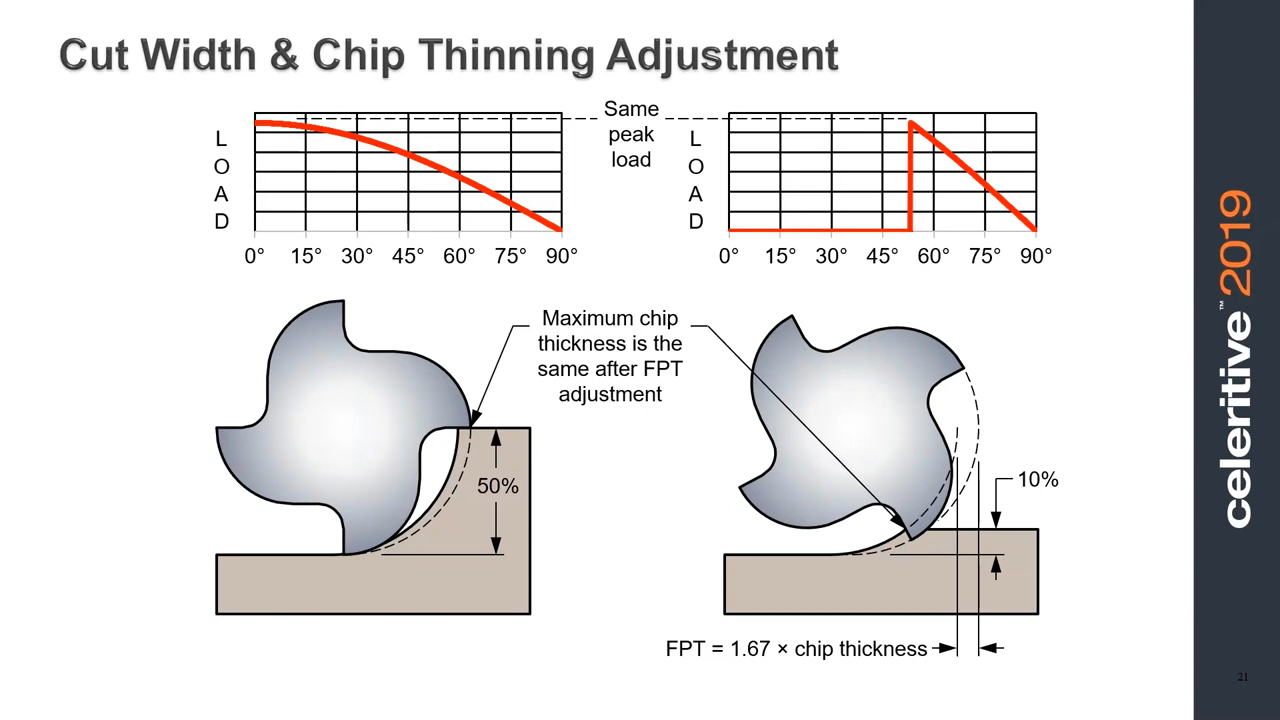 Cut Width & Chip Thinning Adjustment
L
O
A
D
0° 15° 30° 45° 60° 75° 90°
Same
peak
load
L
O
A
D
0° 15° 30° 45° 60° 75° 90°
Maximum chip
thickness is the
same after FPT
adjustment
50%
10%
FPT = 1.67 × chip thickness
celeritive™ 2019
21